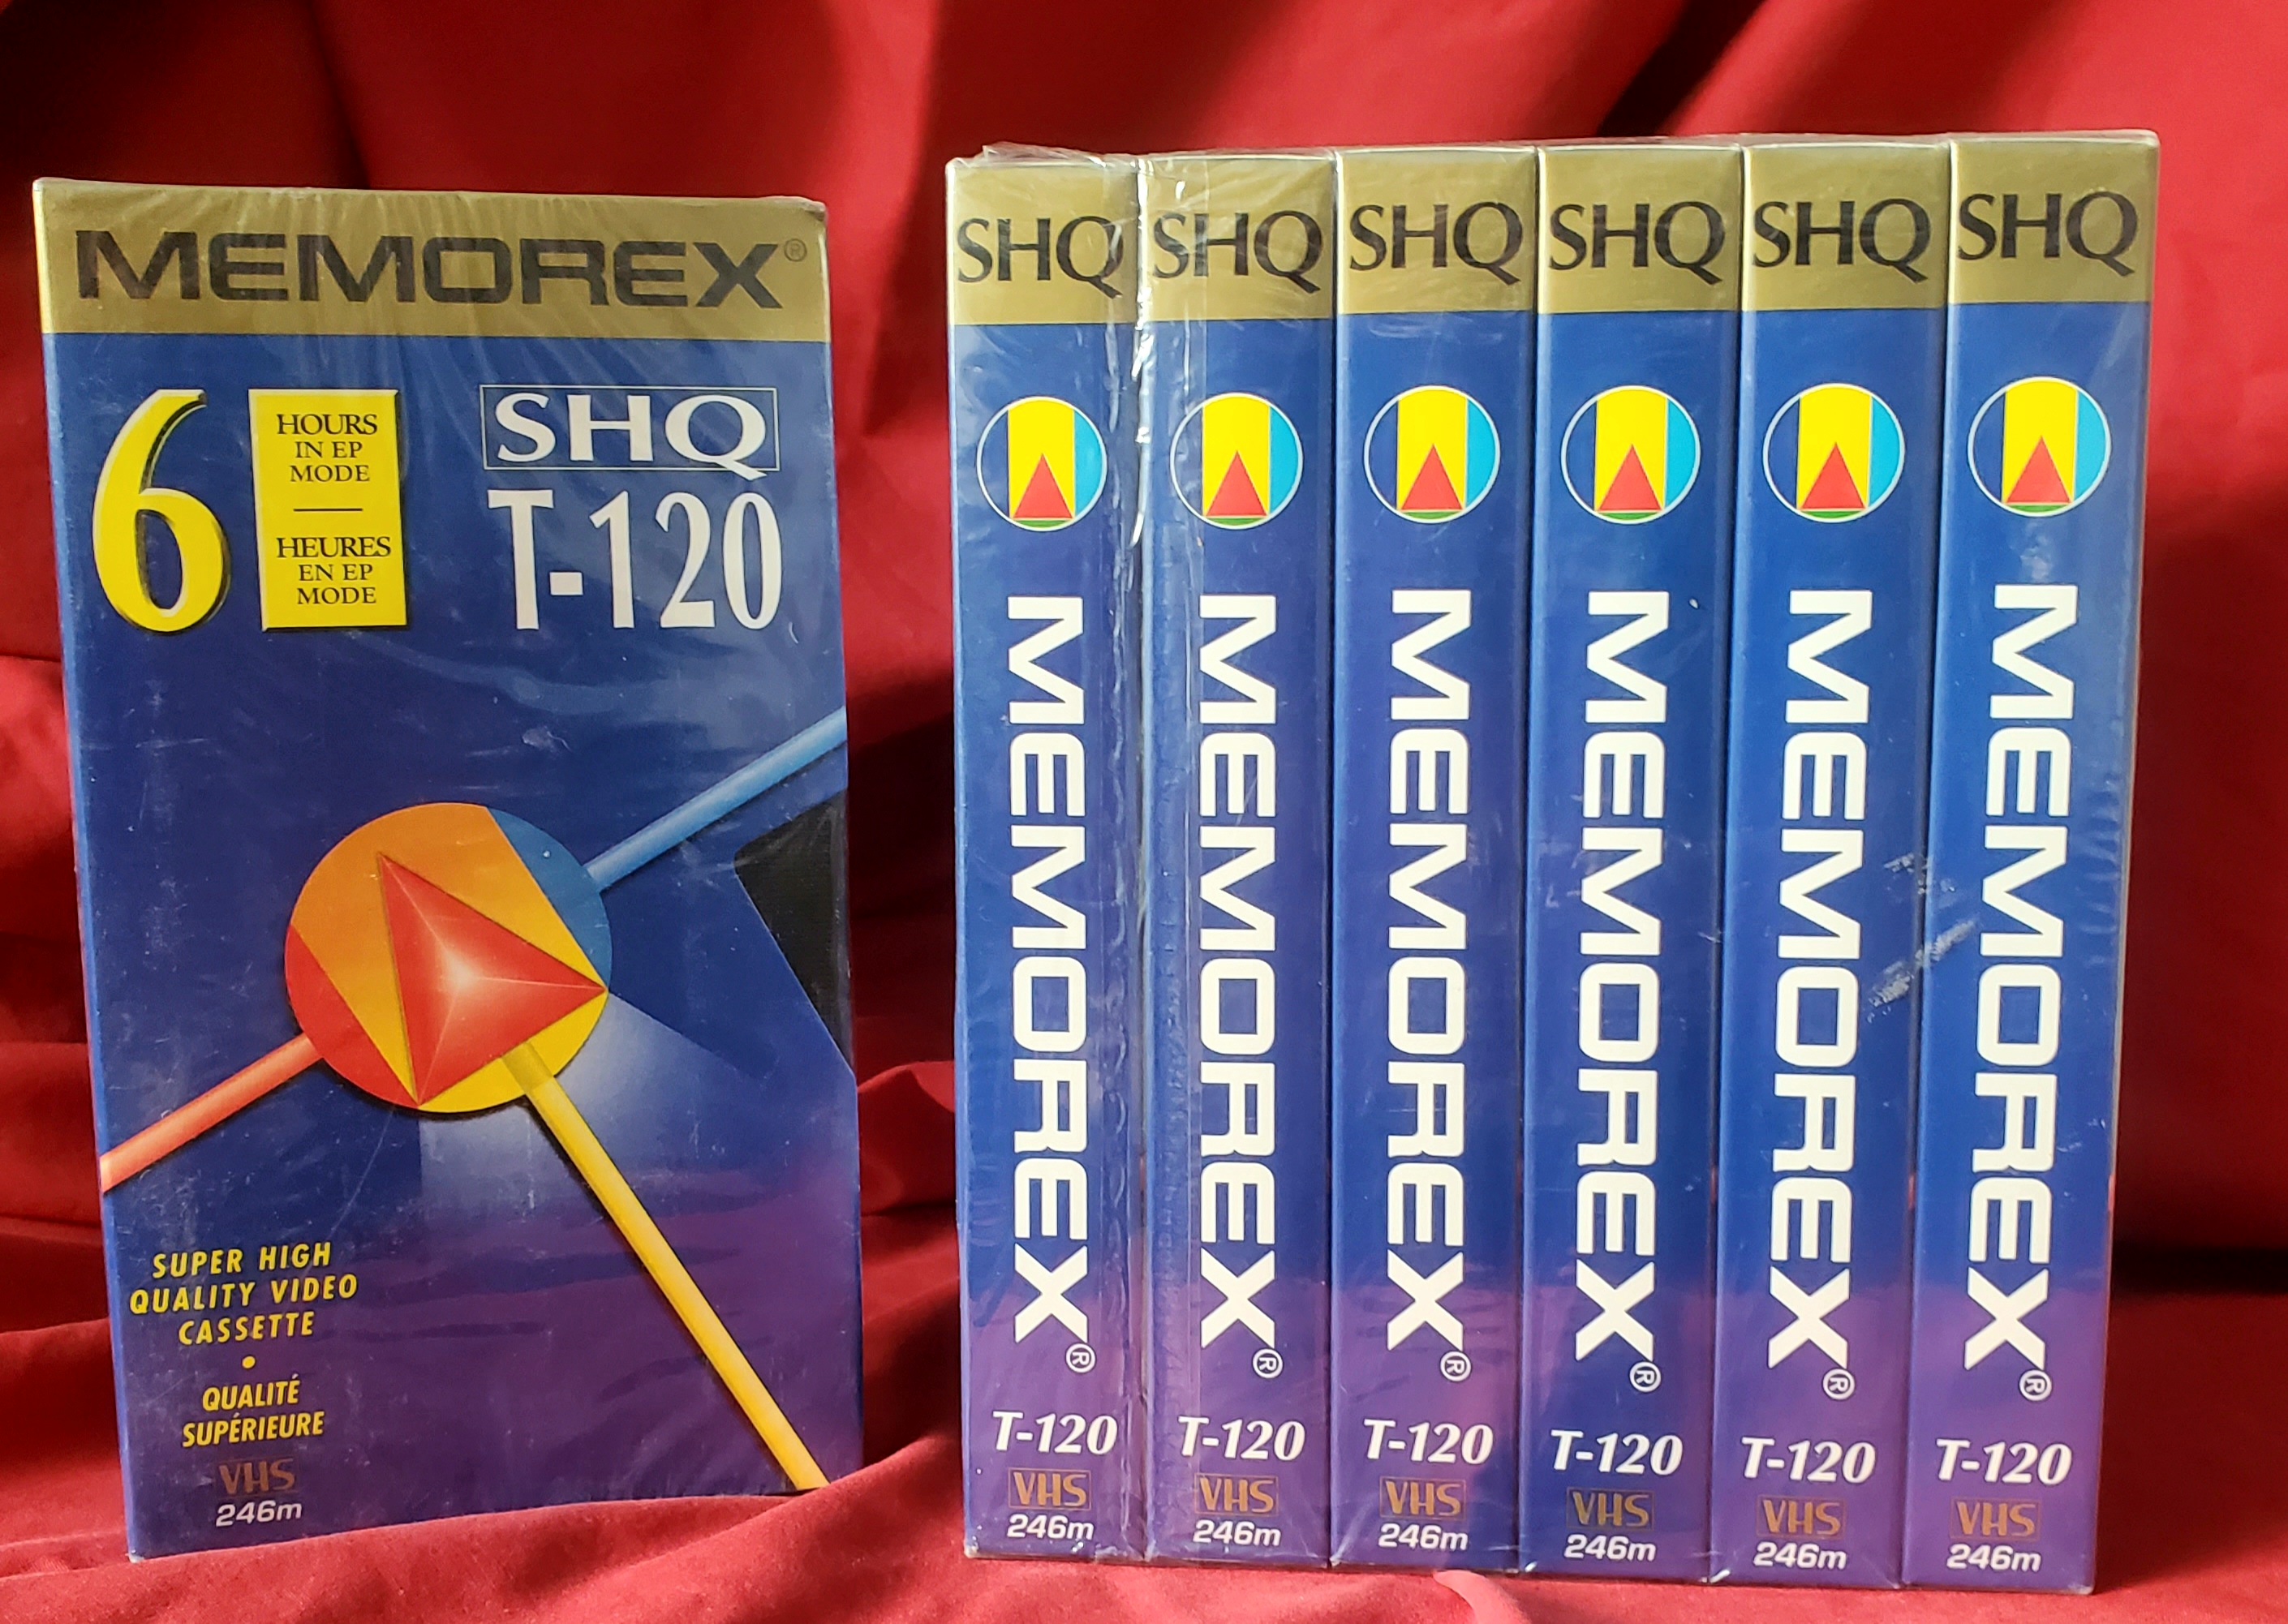 MEMOREX®
6
HOURS
IN EP
MODE
HEURES
EN EP
MODE
SHQ
T-120
SUPER HIGH
QUALITY VIDEO
CASSETTE
•
QUALITÉ
SUPÉRIEURE
VHS
246m
SHQ
MEMOREX®
T-120
VHS
246m
SHQ
MEMOREX®
T-120
VHS
246m
SHQ
MEMOREX®
T-120
VHS
246m
SHQ
MEMOREX®
T-120
VHS
246m
SHQ
MEMOREX®
T-120
VHS
246m
SHQ
MEMOREX®
T-120
VHS
246m